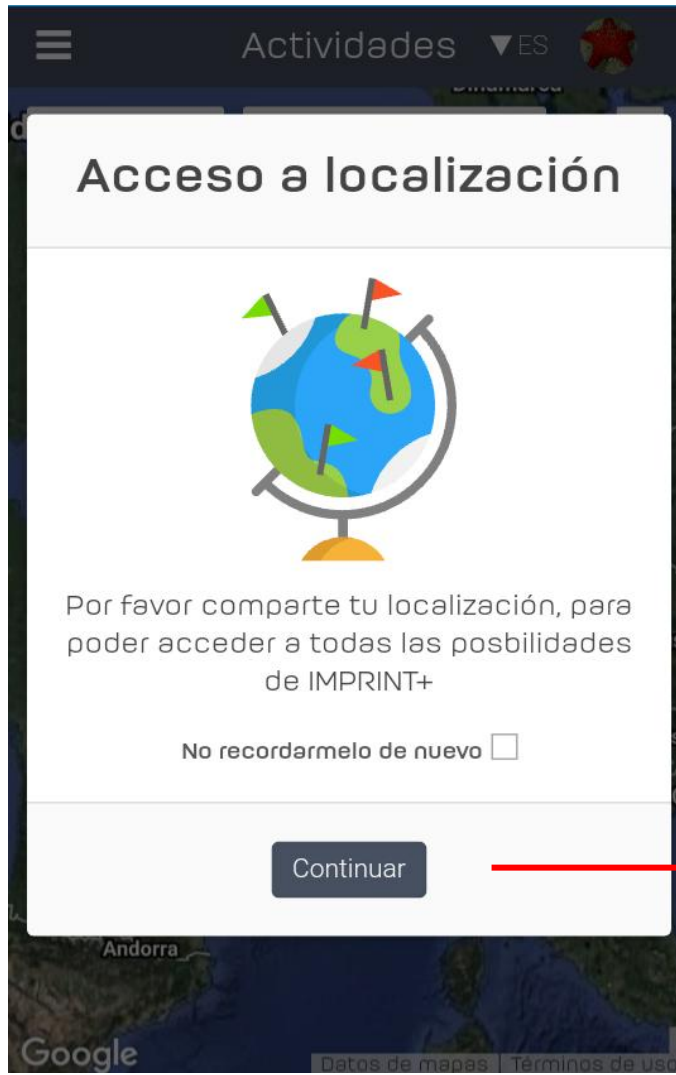 Actividades ▼ES
Dinamarca
Acceso a localización
Por favor comparte tu localización, para
poder acceder a todas las posbilidades
de IMPRINT+
No recordarmelo de nuevo
Continuar
Andorra
Google
Datos de mapas Términos de uso